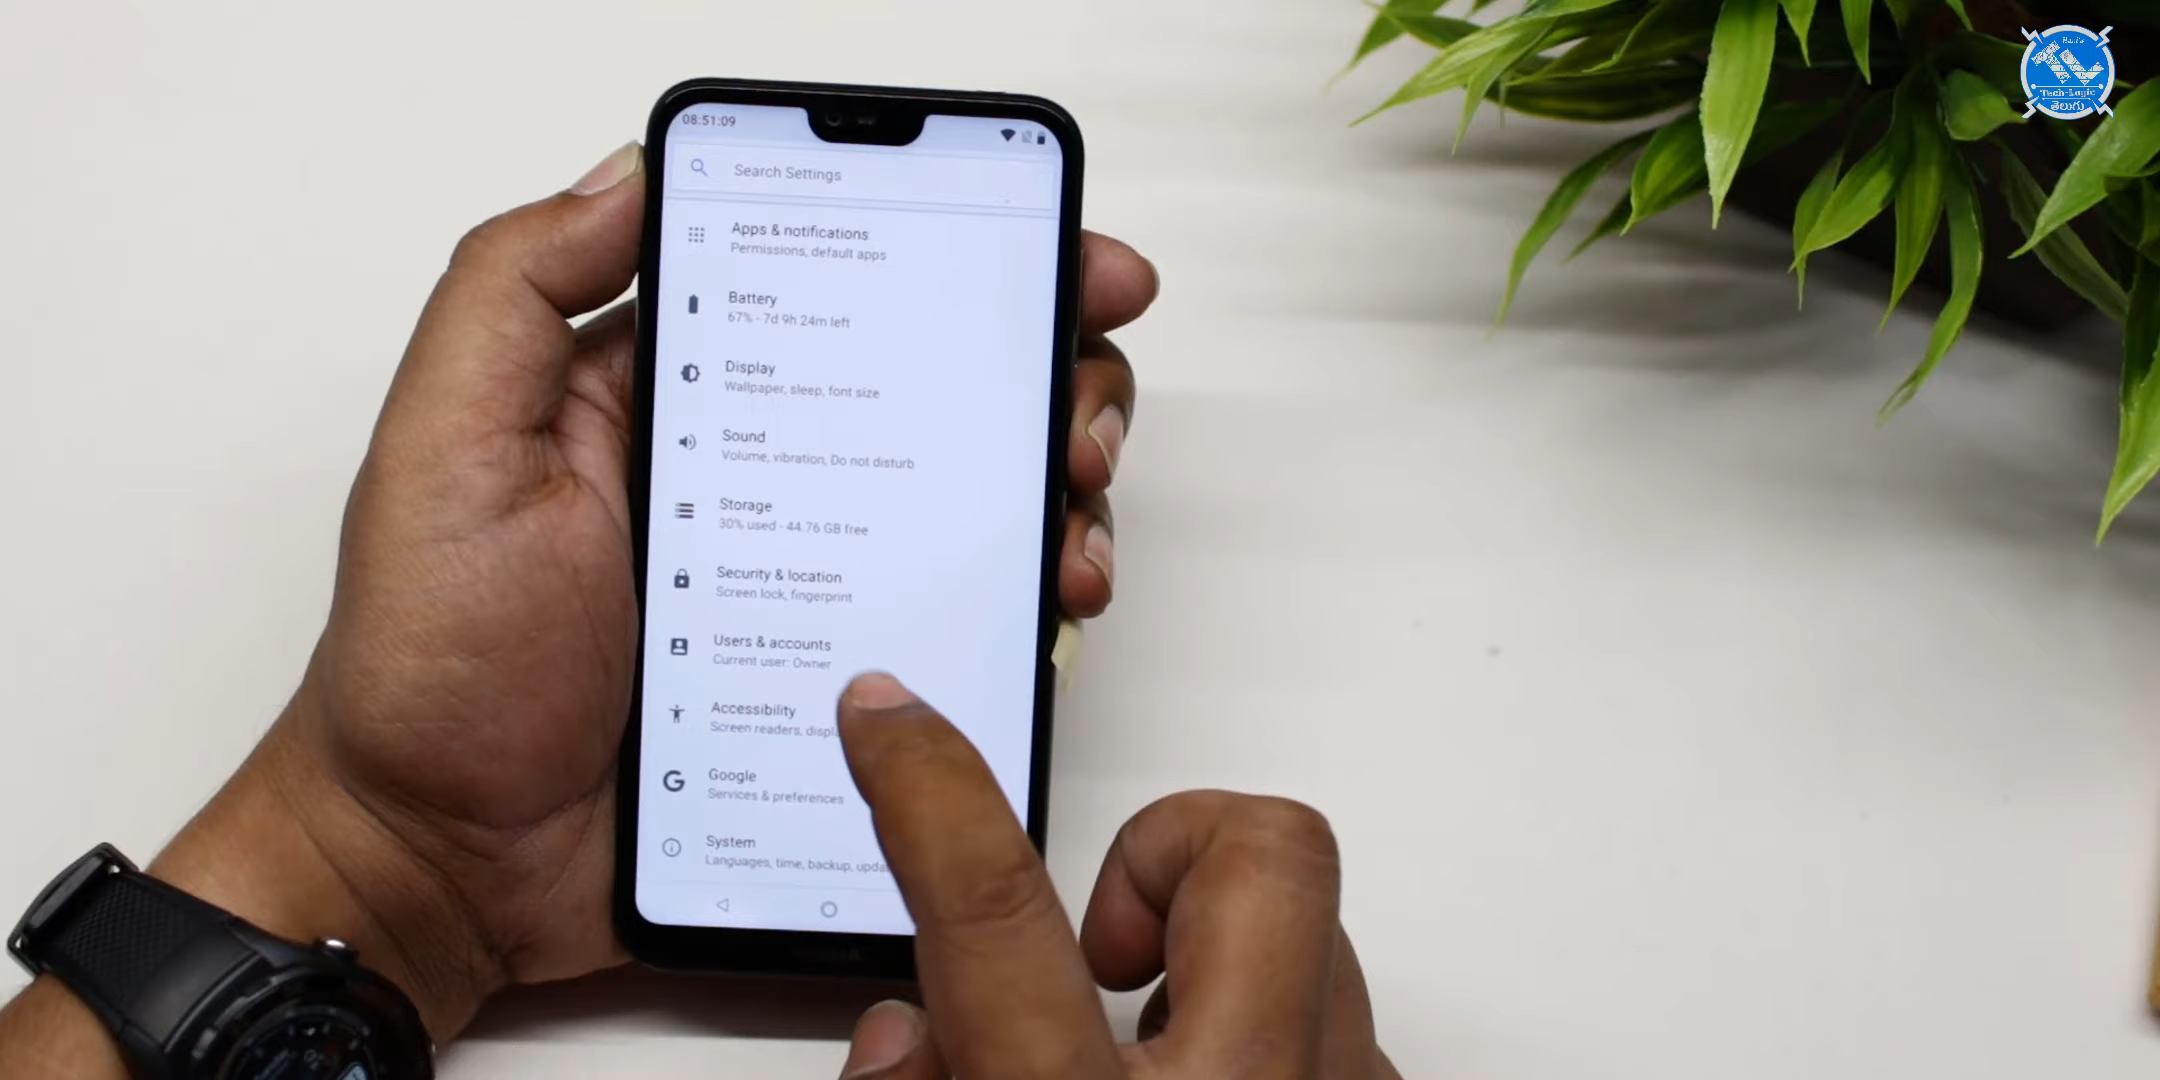 08:51:09
Search Settings
Apps & notifications
Permissions, default apps
Battery
67% - 7d 9h 24m left
Display
Wallpaper, sleep, font size
Sound
Volume, vibration, Do not disturb
Storage
30% used - 44.76 GB free
Security & location
Screen lock, fingerprint
Users & accounts
Current user: Owner
Accessibility
Screen readers,
Google
Services & preferences
System
Languages, time, backup,
Tech-Logic
తెలుగు